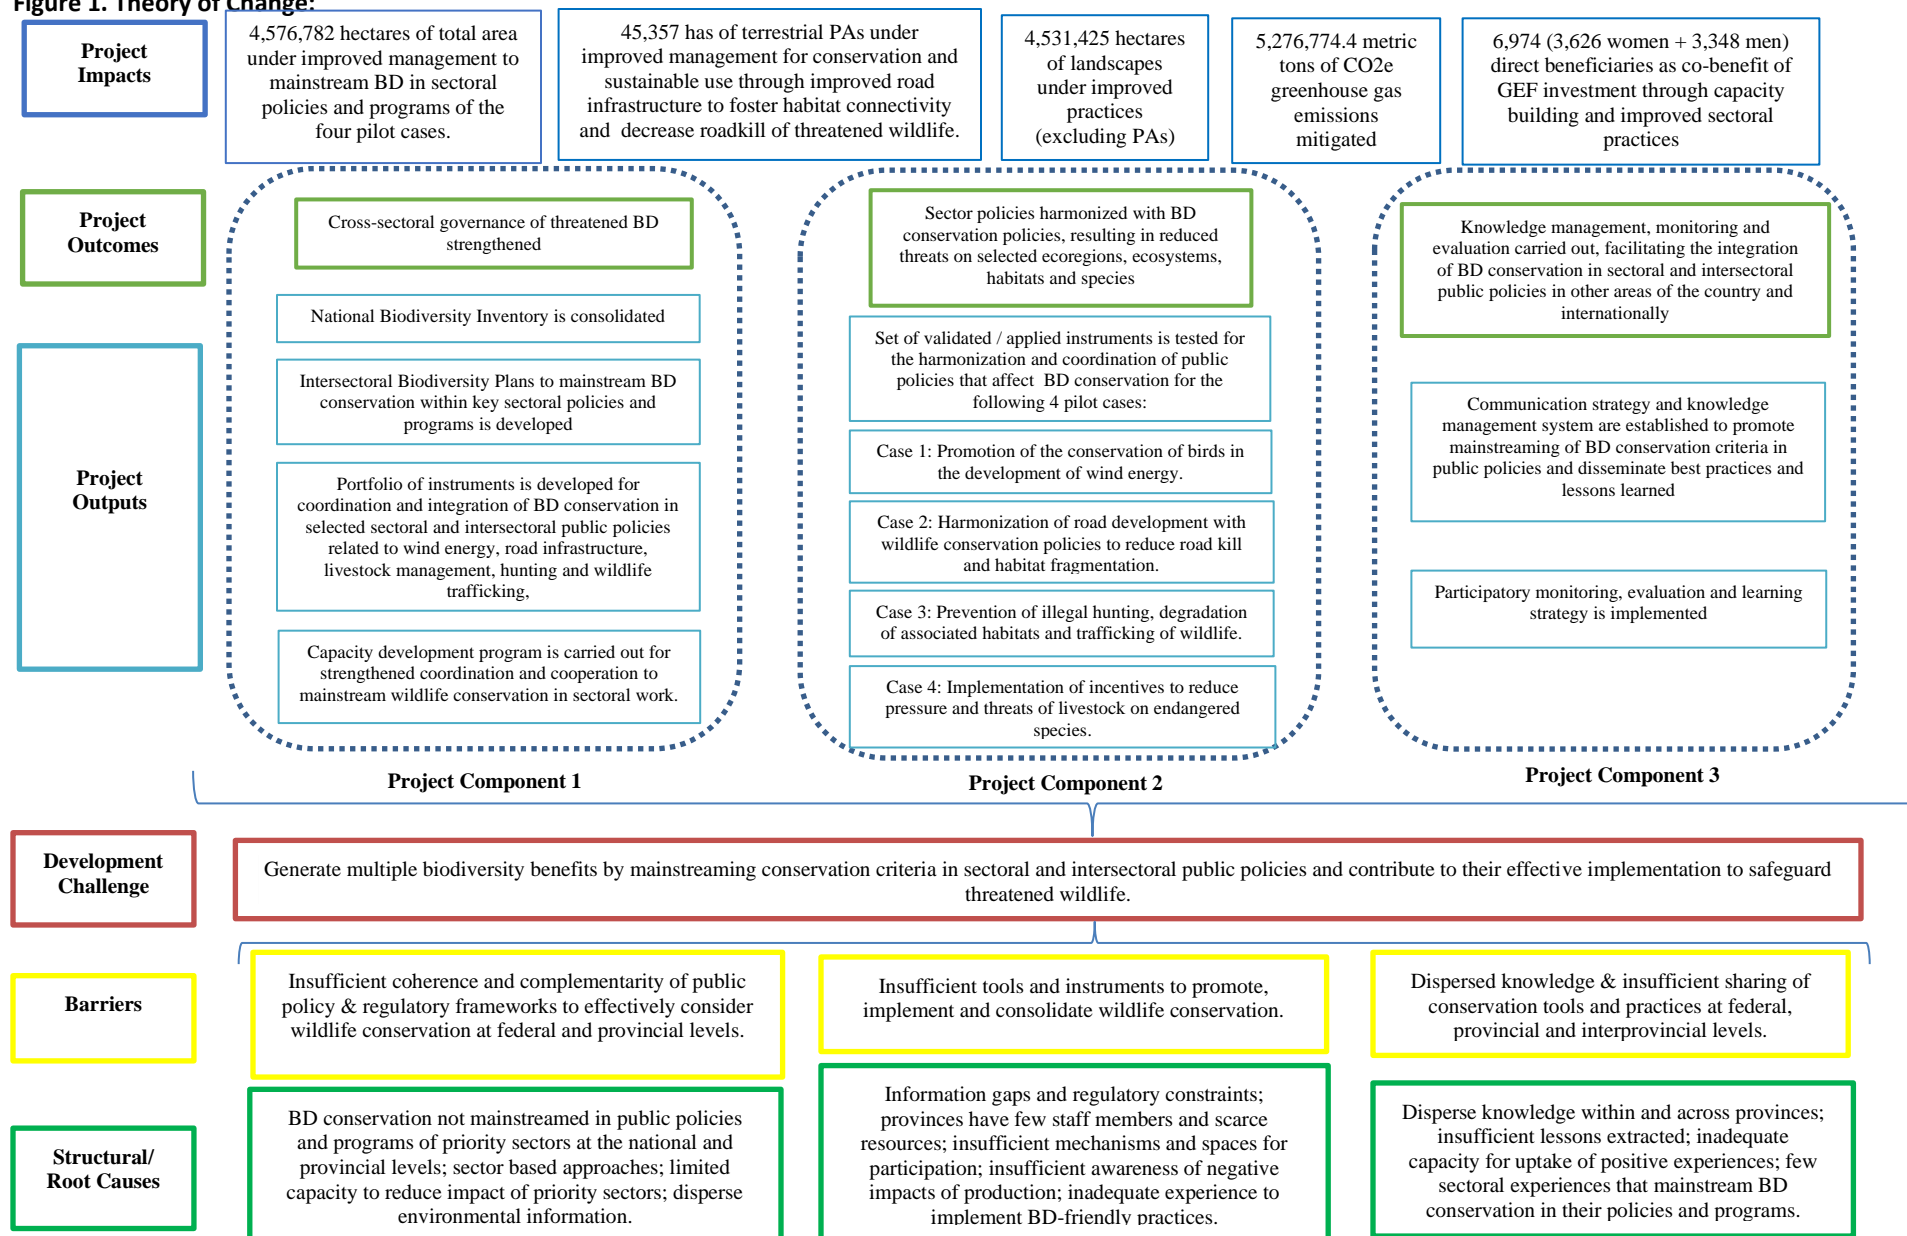 Figure 1. Theory of Change:
Project
Impacts
4,576,782 hectares of total area
under improved management to
mainstream BD in sectoral
policies and programs of the
four pilot cases.
45,357 has of terrestrial PAs under
improved management for conservation and
sustainable use through improved road
infrastructure to foster habitat connectivity
and decrease roadkill of threatened wildlife.
4,531,425 hectares
of landscapes
under improved
practices
(excluding PAs)
5,276,774.4 metric
tons of CO2e
greenhouse gas
emissions
mitigated
6,974 (3,626 women + 3,348 men)
direct beneficiaries as co-benefit of
GEF investment through capacity
building and improved sectoral
practices
Project
Outcomes
Cross-sectoral governance of threatened BD
strengthened
Sector policies harmonized with BD
conservation policies, resulting in reduced
threats on selected ecoregions, ecosystems,
habitats and species
Knowledge management, monitoring and
evaluation carried out, facilitating the integration
of BD conservation in sectoral and intersectoral
public policies in other areas of the country and
internationally
Project
Outputs
National Biodiversity Inventory is consolidated
Intersectoral Biodiversity Plans to mainstream BD
conservation within key sectoral policies and
programs is developed
Portfolio of instruments is developed for
coordination and integration of BD conservation in
selected sectoral and intersectoral public policies
related to wind energy, road infrastructure,
livestock management, hunting and wildlife
trafficking,
Capacity development program is carried out for
strengthened coordination and cooperation to
mainstream wildlife conservation in sectoral work.
Set of validated / applied instruments is tested for
the harmonization and coordination of public
policies that affect BD conservation for the
following 4 pilot cases:
Case 1: Promotion of the conservation of birds in
the development of wind energy.
Case 2: Harmonization of road development with
wildlife conservation policies to reduce road kill
and habitat fragmentation.
Case 3: Prevention of illegal hunting, degradation
of associated habitats and trafficking of wildlife.
Case 4: Implementation of incentives to reduce
pressure and threats of livestock on endangered
species.
Communication strategy and knowledge
management system are established to promote
mainstreaming of BD conservation criteria in
public policies and disseminate best practices and
lessons learned
Participatory monitoring, evaluation and learning
strategy is implemented
Project Component 1
Project Component 2
Project Component 3
Development
Challenge
Generate multiple biodiversity benefits by mainstreaming conservation criteria in sectoral and intersectoral public policies and contribute to their effective implementation to safeguard
threatened wildlife.
Barriers
Insufficient coherence and complementarity of public
policy & regulatory frameworks to effectively consider
wildlife conservation at federal and provincial levels.
Insufficient tools and instruments to promote,
implement and consolidate wildlife conservation.
Dispersed knowledge & insufficient sharing of
conservation tools and practices at federal,
provincial and interprovincial levels.
Structural/
Root Causes
BD conservation not mainstreamed in public policies
and programs of priority sectors at the national and
provincial levels; sector based approaches; limited
capacity to reduce impact of priority sectors; disperse
environmental information.
Information gaps and regulatory constraints;
provinces have few staff members and scarce
resources; insufficient mechanisms and spaces for
participation; insufficient awareness of negative
impacts of production; inadequate experience to
implement BD-friendly practices.
Disperse knowledge within and across provinces;
insufficient lessons extracted; inadequate
capacity for uptake of positive experiences; few
sectoral experiences that mainstream BD
conservation in their policies and programs.